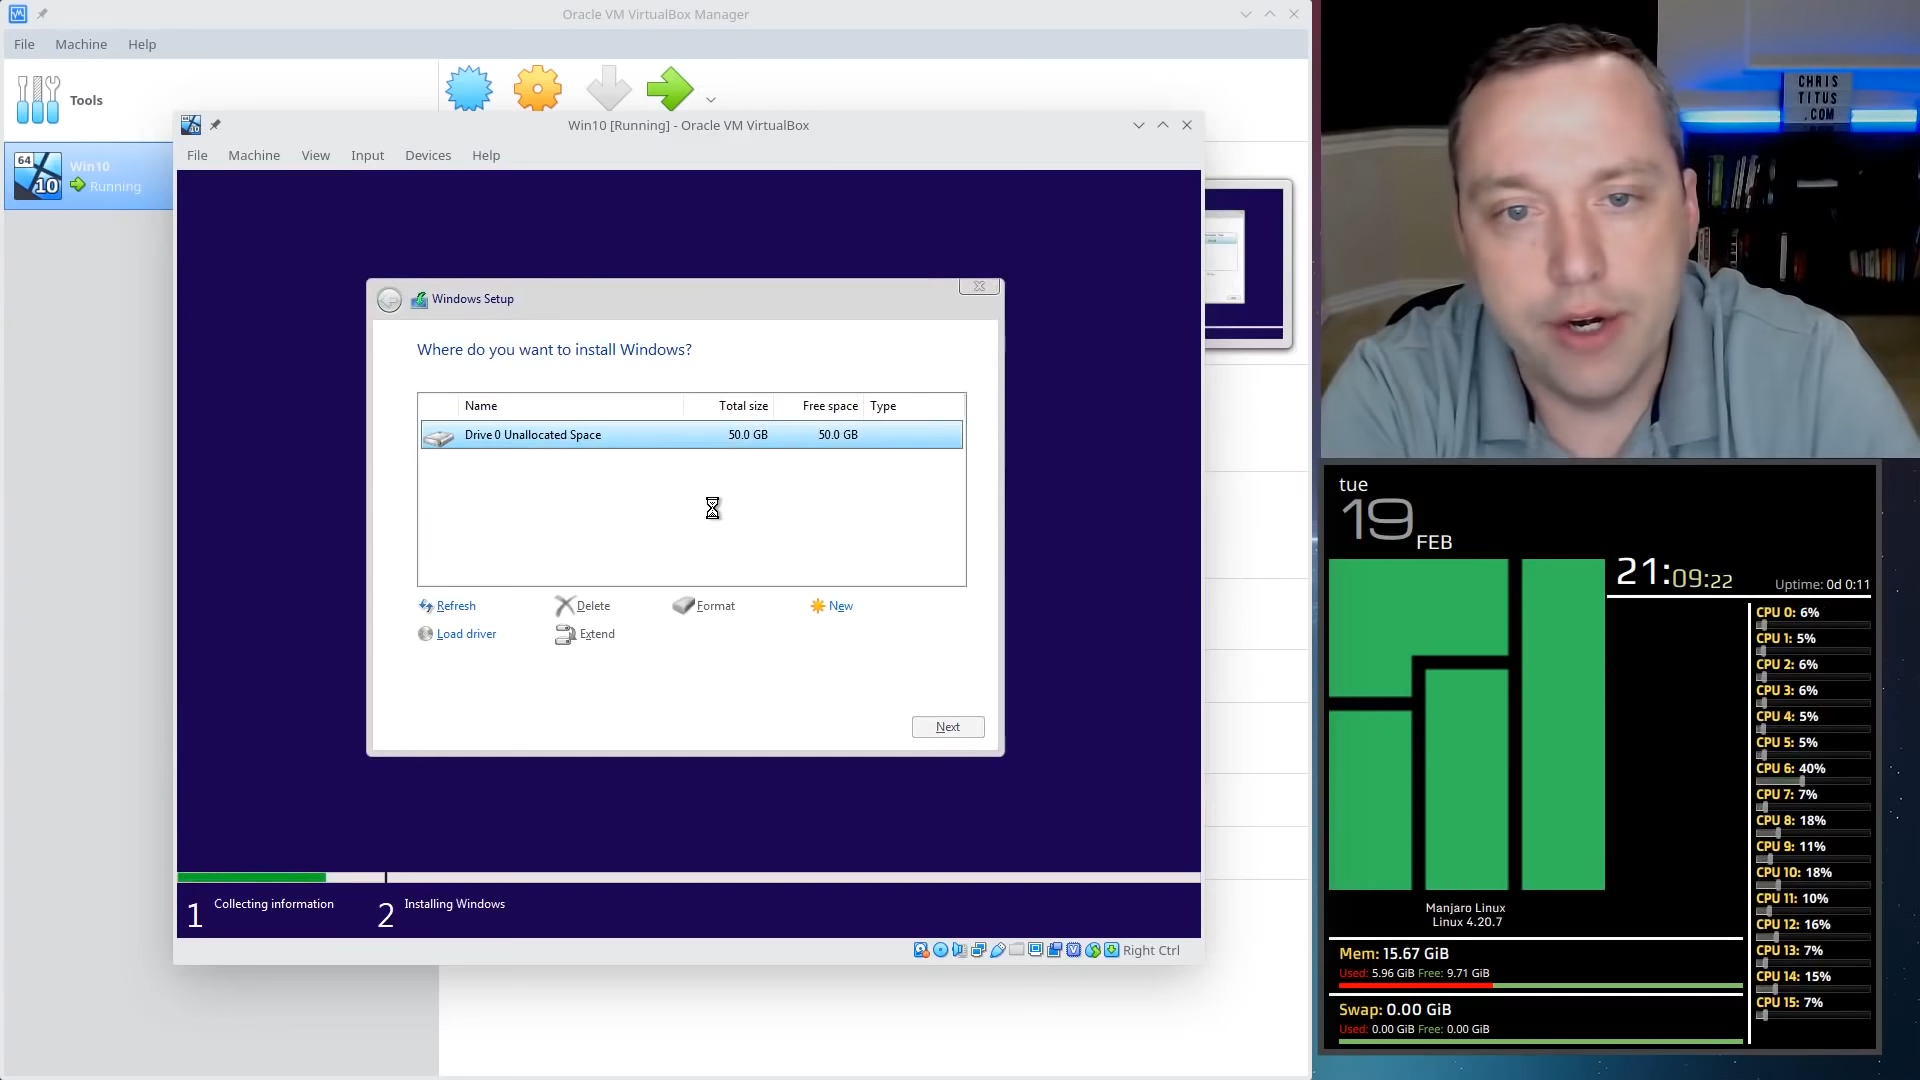 Oracle VM VirtualBox Manager
File Machine Help
Tools
64
10
Win10
Running
Win10 [Running] - Oracle VM VirtualBox
File Machine View Input Devices Help
Windows Setup
Where do you want to install Windows?
Name Total size Free space Type
Drive 0 Unallocated Space 50.0 GB 50.0 GB
Refresh Delete Format New
Load driver Extend
Next
1 Collecting information 2 Installing Windows
Right Ctrl
CHRIS
TITUS
.COM
tue
19
FEB
21:09:22
Uptime: 0d 0:11
CPU 0: 6%
CPU 1: 5%
CPU 2: 6%
CPU 3: 6%
CPU 4: 5%
CPU 5: 5%
CPU 6: 40%
CPU 7: 7%
CPU 8: 18%
CPU 9: 11%
CPU 10: 18%
CPU 11: 10%
CPU 12: 16%
CPU 13: 7%
CPU 14: 15%
CPU 15: 7%
Manjaro Linux
Linux 4.20.7
Mem: 15.67 GiB
Used: 5.96 GiB Free: 9.71 GiB
Swap: 0.00 GiB
Used: 0.00 GiB Free: 0.00 GiB